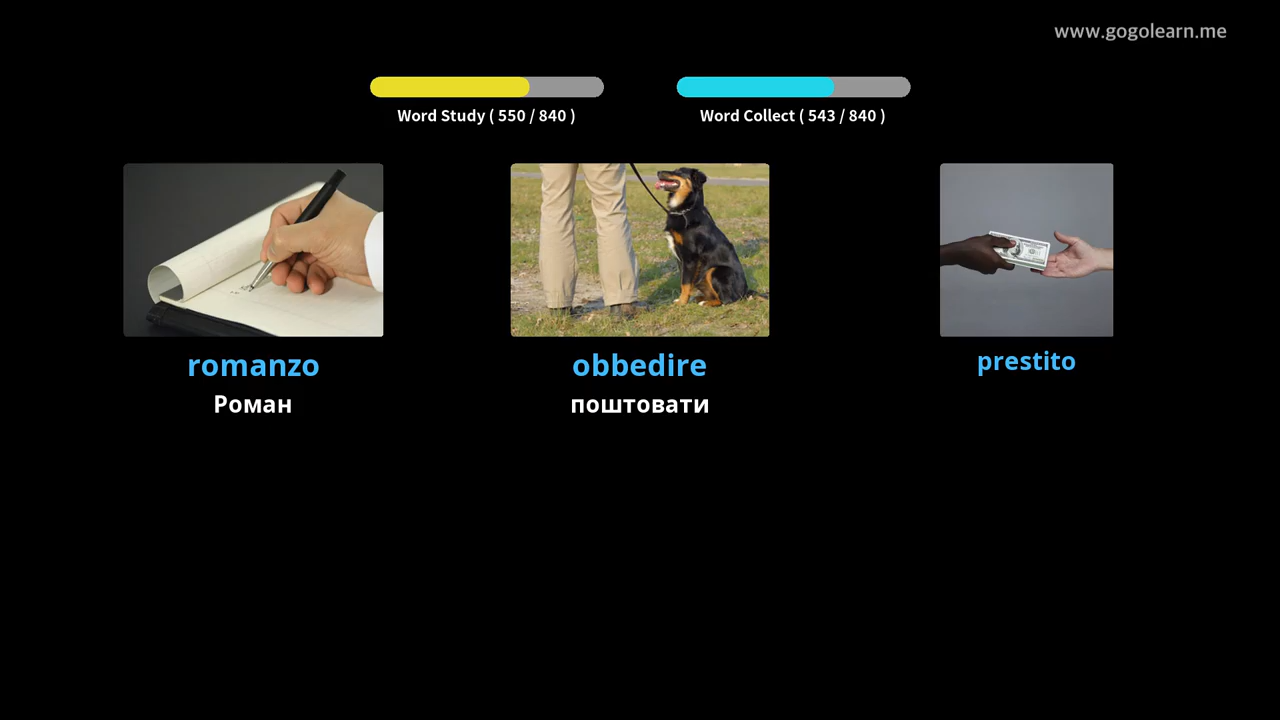 www.gogolearn.me
Word Study ( 550 / 840 )
Word Collect ( 543 / 840 )
romanzo
Роман
obbedire
поштовати
prestito